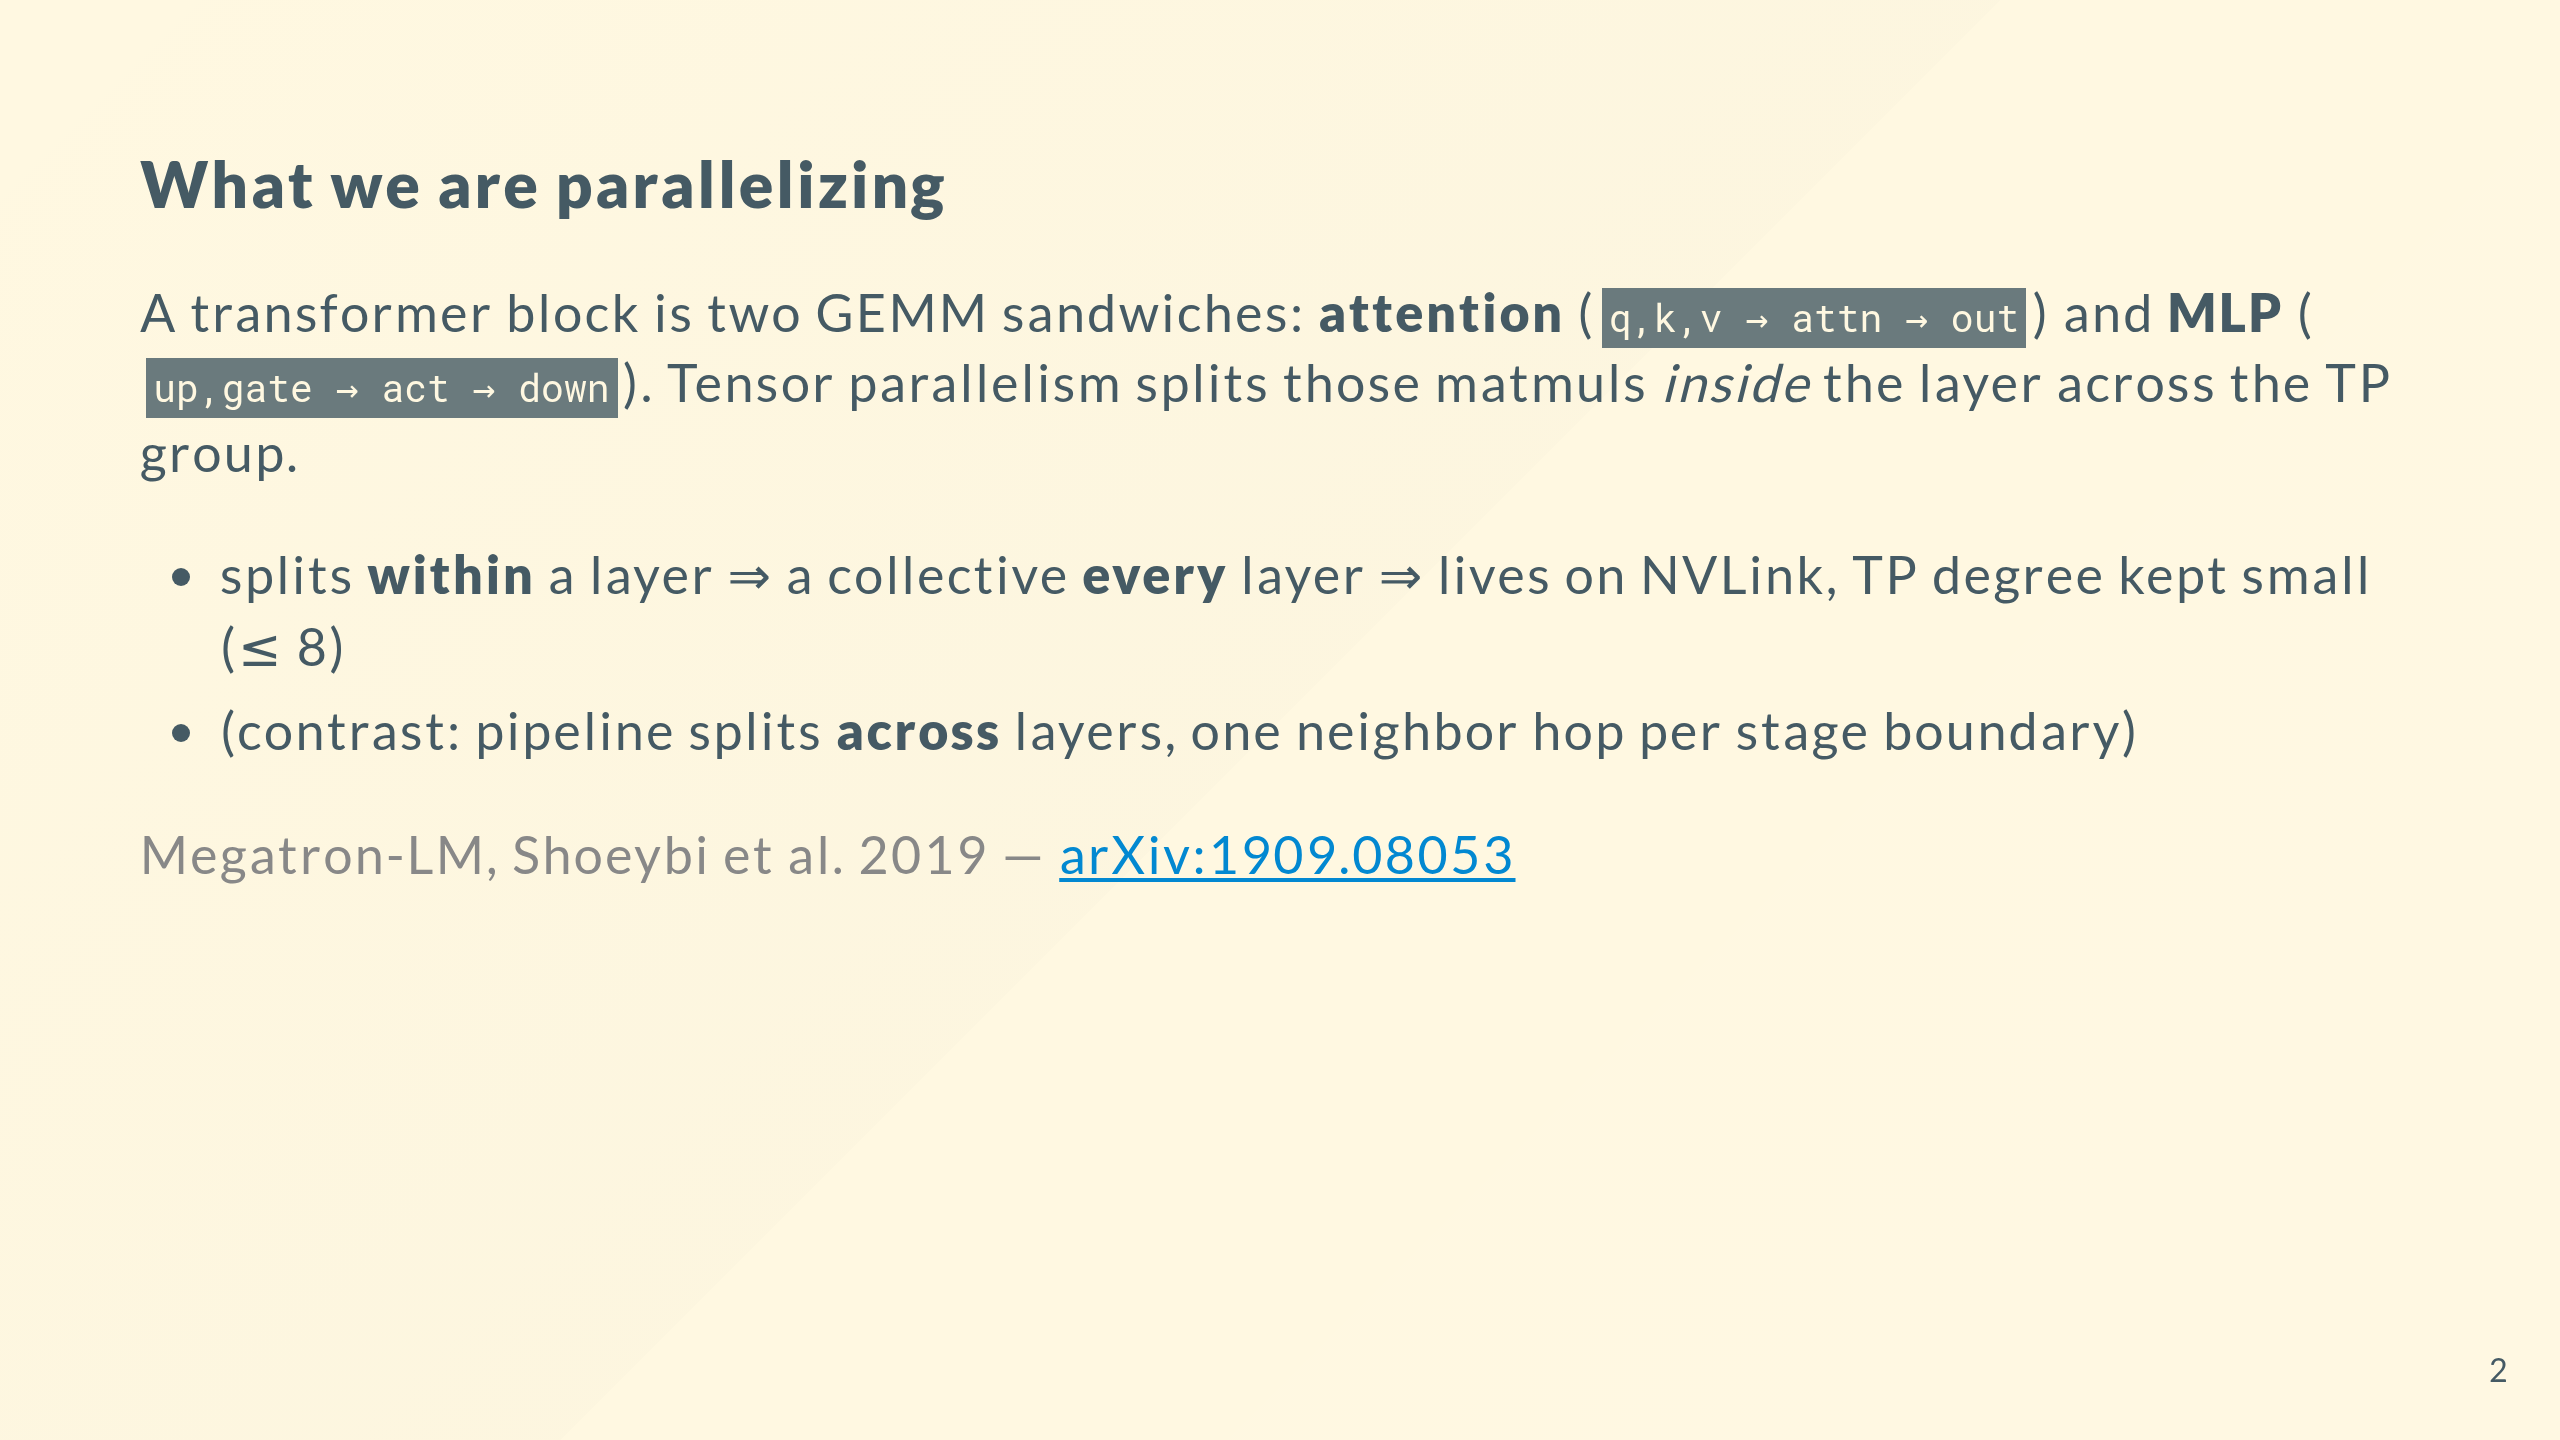 What we are parallelizing
A transformer block is two GEMM sandwiches: attention ( q,k,v → attn → out ) and MLP (
up,gate → act → down ). Tensor parallelism splits those matmuls inside the layer across the TP
group.
• splits within a layer ⇒ a collective every layer ⇒ lives on NVLink, TP degree kept small
(≤ 8)
• (contrast: pipeline splits across layers, one neighbor hop per stage boundary)
Megatron-LM, Shoeybi et al. 2019 — arXiv:1909.08053
2